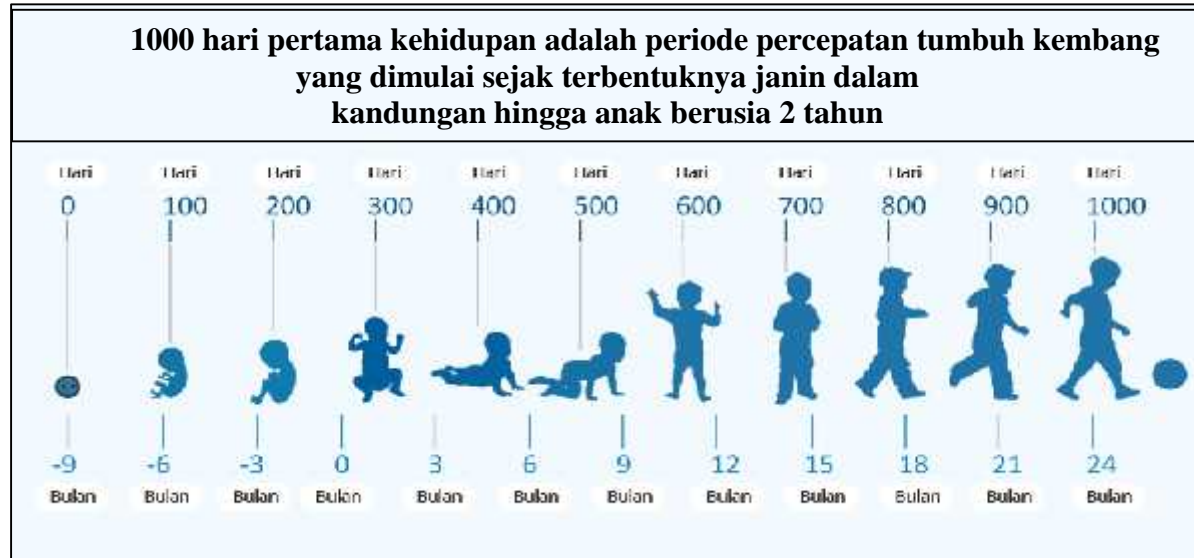 1000 hari pertama kehidupan adalah periode percepatan tumbuh kembang
yang dimulai sejak terbentuknya janin dalam
kandungan hingga anak berusia 2 tahun
Hari Hari Hari Hari Hari Hari Hari Hari Hari Hari Hari
0 100 200 300 400 500 600 700 800 900 1000
-9 -6 -3 0 3 6 9 12 15 18 21 24
Bulan Bulan Bulan Bulan Bulan Bulan Bulan Bulan Bulan Bulan Bulan Bulan